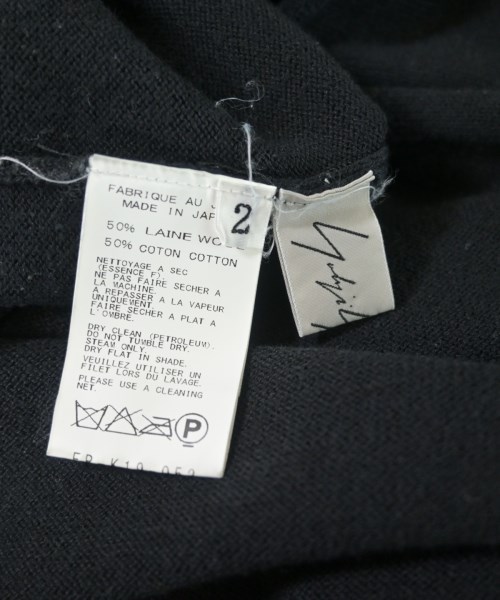 FABRIQUE AU
MADE IN JAP
2
50% LAINE WO
50% COTON COTTON
NETTOYAGE A SEC
(ESSENCE F).
NE PAS FAIRE SECHER A
LA MACHINE.
A REPASSER A LA VAPEUR
UNIQUEMENT.
FAIRE SECHER A PLAT A
L'OMBRE.
DRY CLEAN (PETROLEUM).
DO NOT TUMBLE DRY.
STEAM ONLY.
DRY FLAT IN SHADE.
VEUILLEZ UTILISER UN
FILET LORS DU LAVAGE.
PLEASE USE A CLEANING
NET.
P